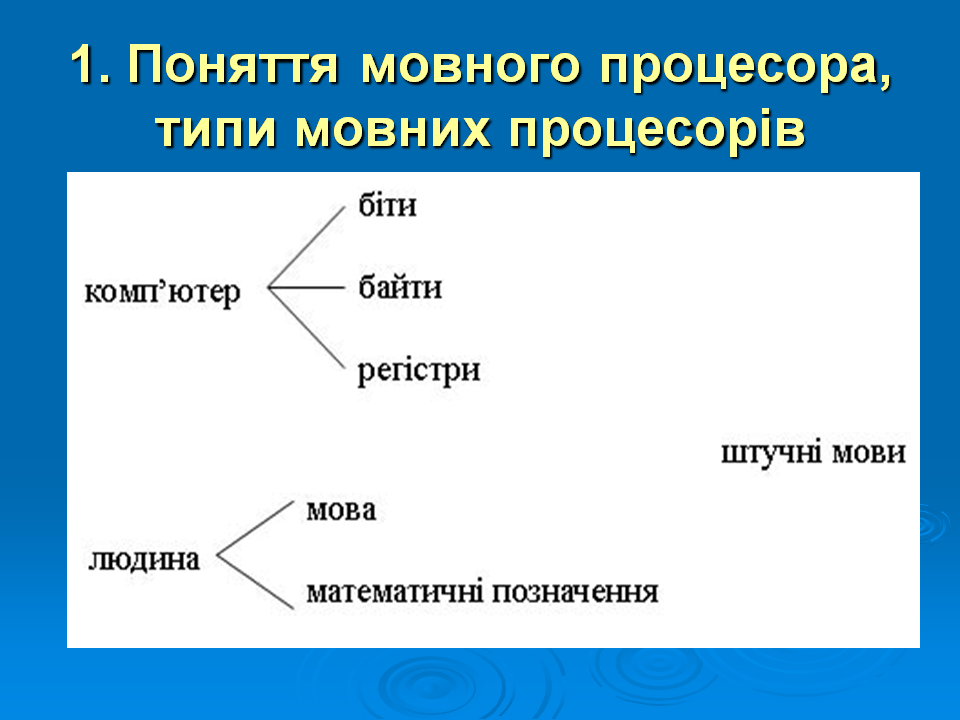 1. Поняття мовного процесора,
типи мовних процесорів
біти
комп’ютер
байти
регістри
штучні мови
мова
людина
математичні позначення